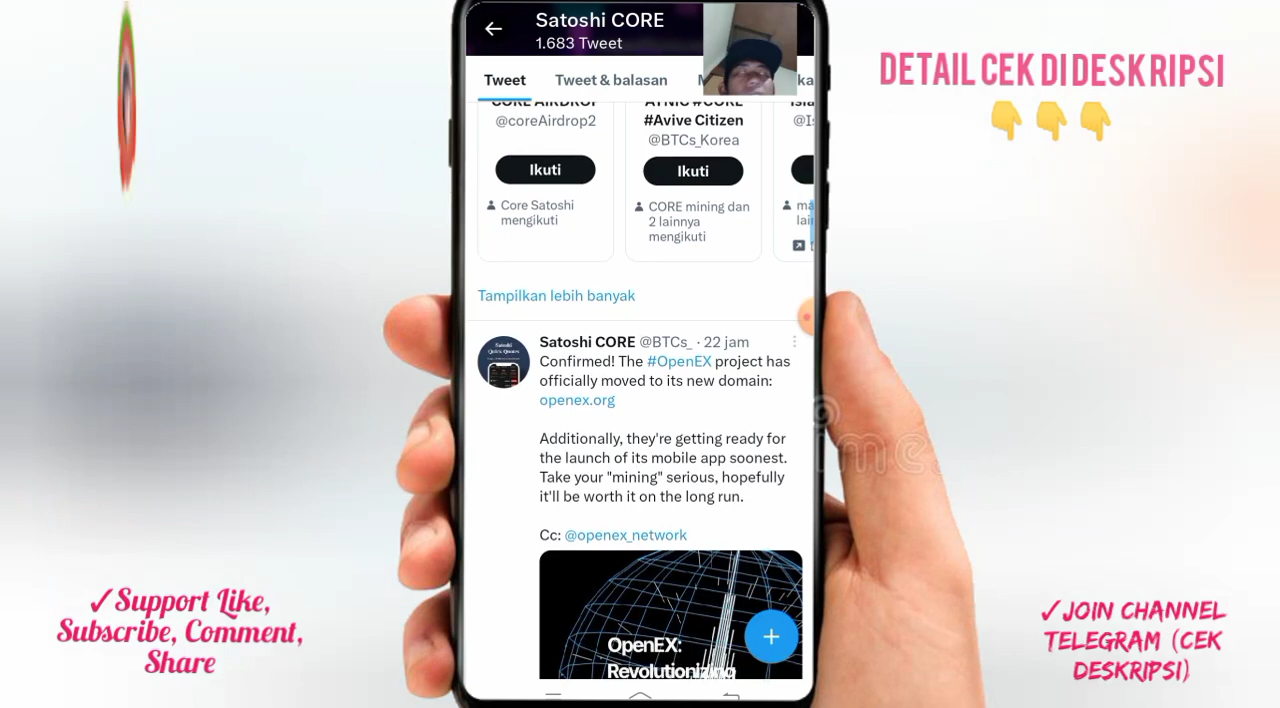 Satoshi CORE
1.683 Tweet
DETAIL CEK DI DESKRIPSI
Tweet
Tweet & balasan
CORE AIRDROP
@coreAirdrop2
Ikuti
Core Satoshi
mengikuti
#CORE
#Avive Citizen
@BTCs_Korea
Ikuti
CORE mining dan
2 lainnya
mengikuti
Tampilkan lebih banyak
Satoshi CORE @BTCs_ · 22 jam
Confirmed! The #OpenEX project has
officially moved to its new domain:
openex.org
Additionally, they're getting ready for
the launch of its mobile app soonest.
Take your "mining" serious, hopefully
it'll be worth it on the long run.
Cc: @openex_network
OpenEX:
Revolutionizing
✓Support Like,
Subscribe, Comment,
Share
✓JOIN CHANNEL
TELEGRAM (CEK
DESKRIPSI)